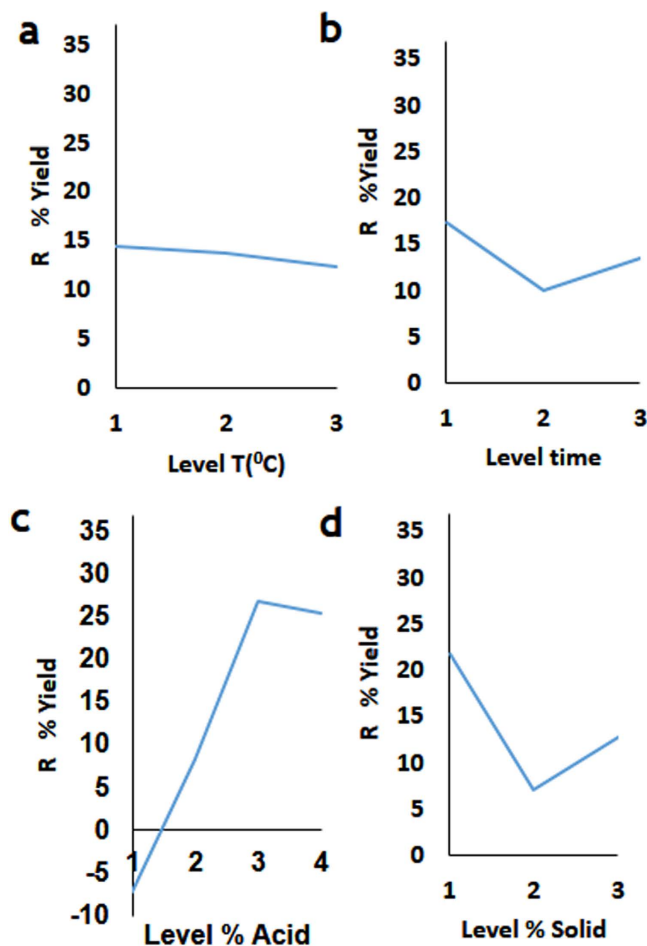 a
35
30
25
20
15
10
5
0
R % Yield
1 2 3
Level T(⁰C)
b
35
30
25
20
15
10
5
0
R %Yield
1 2 3
Level time
c
35
30
25
20
15
10
5
0
-5
-10
R % Yield
1 2 3 4
Level % Acid
d
35
30
25
20
15
10
5
0
R % Yield
1 2 3
Level % Solid